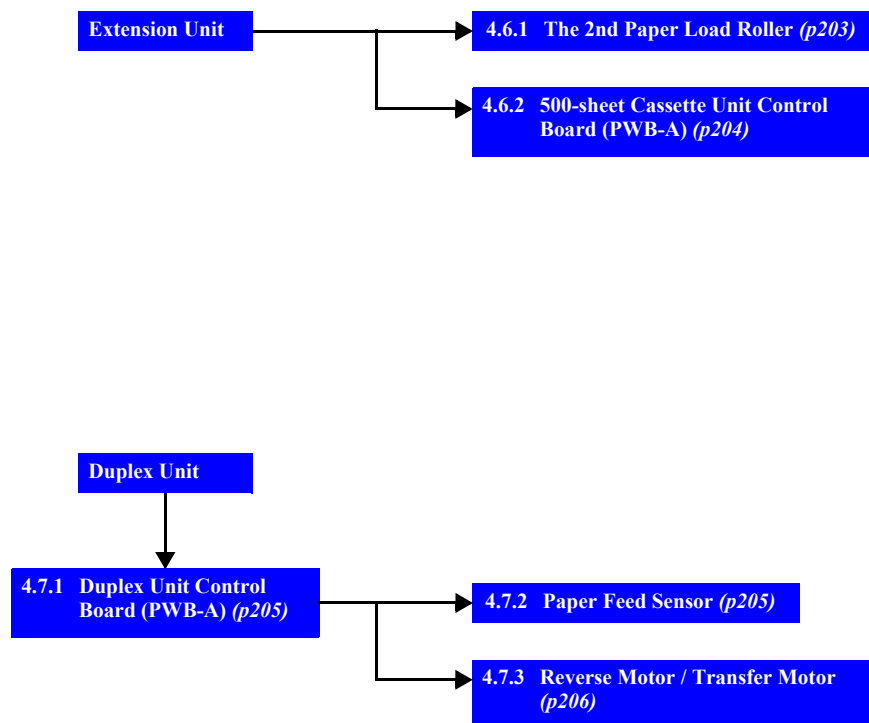 Extension Unit
4.6.1 The 2nd Paper Load Roller (p203)
4.6.2 500-sheet Cassette Unit Control
Board (PWB-A) (p204)
Duplex Unit
4.7.1 Duplex Unit Control
Board (PWB-A) (p205)
4.7.2 Paper Feed Sensor (p205)
4.7.3 Reverse Motor / Transfer Motor
(p206)